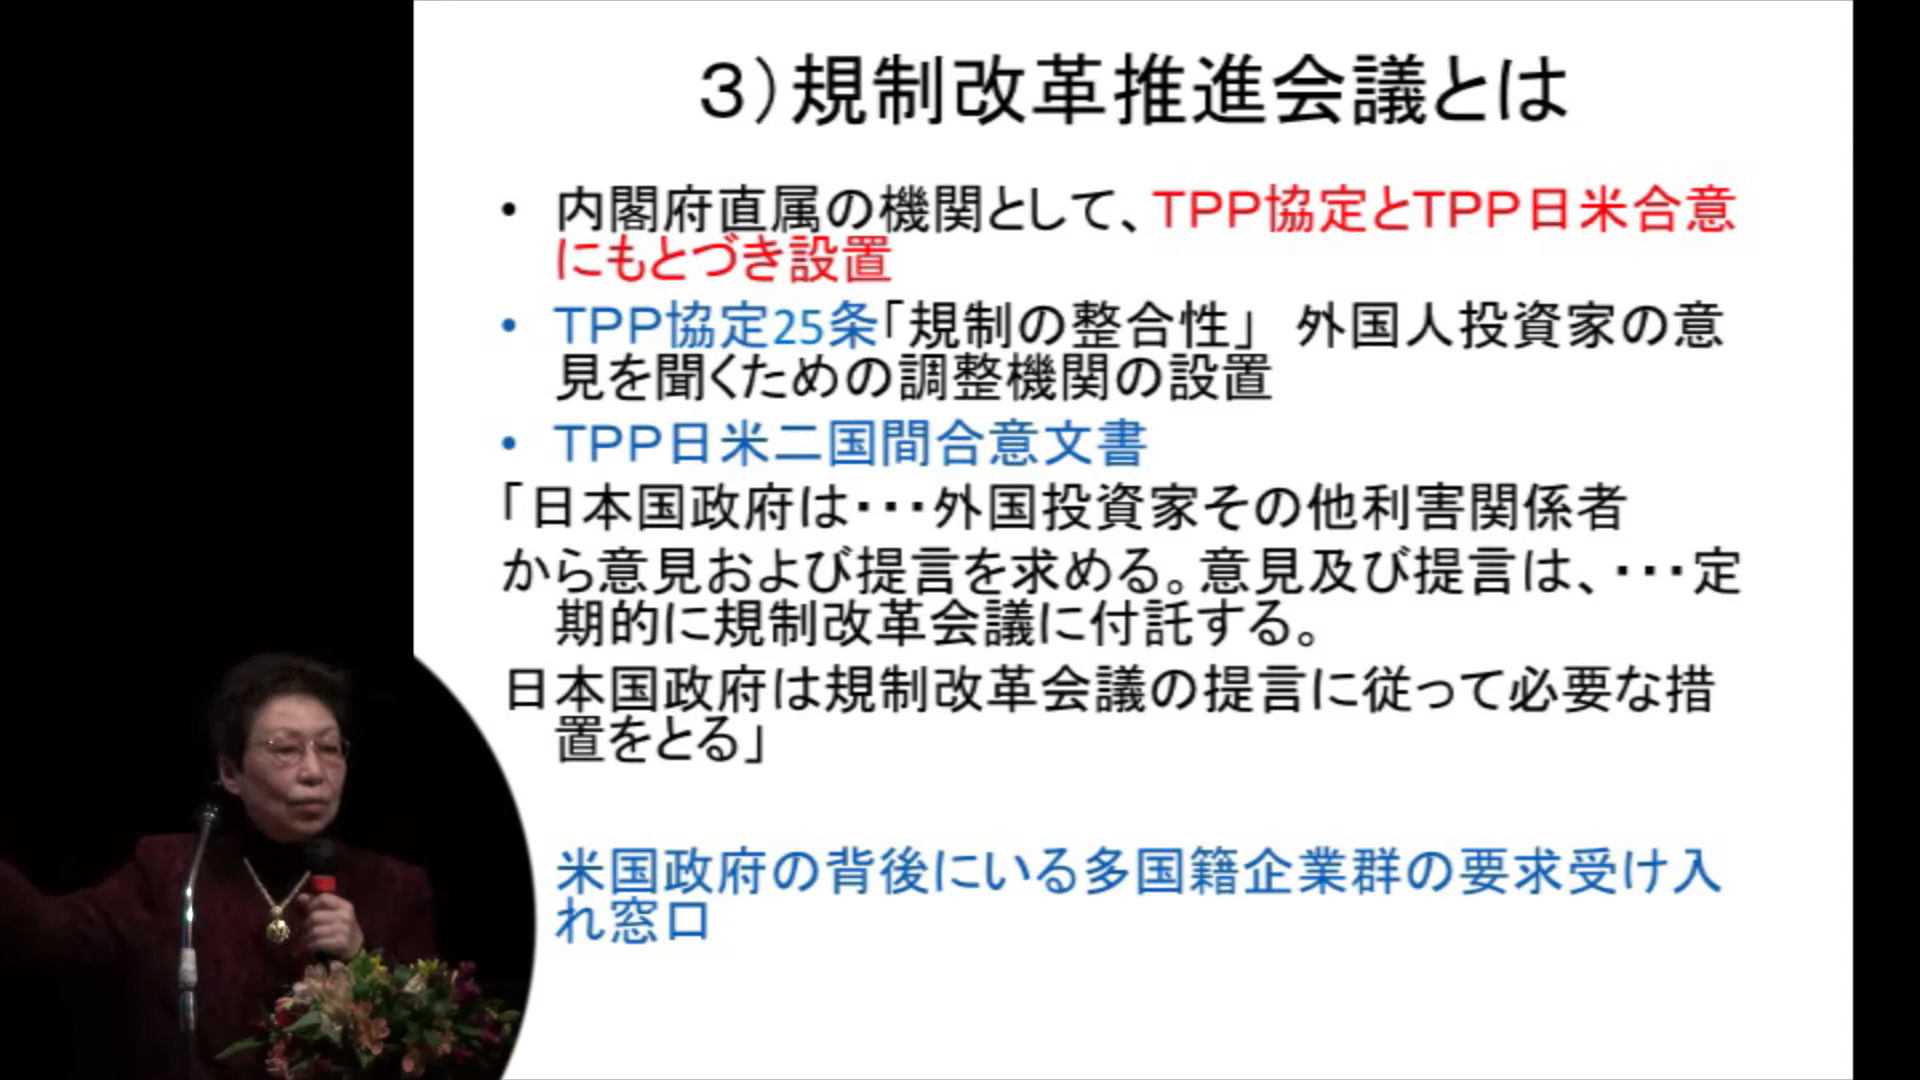 ３）規制改革推進会議とは
• 内閣府直属の機関として、ＴＰＰ協定とＴＰＰ日米合意
にもとづき設置
• ＴＰＰ協定25条「規制の整合性」　外国人投資家の意
見を聞くための調整機関の設置
• ＴＰＰ日米二国間合意文書
「日本国政府は・・・外国投資家その他利害関係者
から意見および提言を求める。意見及び提言は、・・・定
期的に規制改革会議に付託する。
日本国政府は規制改革会議の提言に従って必要な措
置をとる」
米国政府の背後にいる多国籍企業群の要求受け入
れ窓口